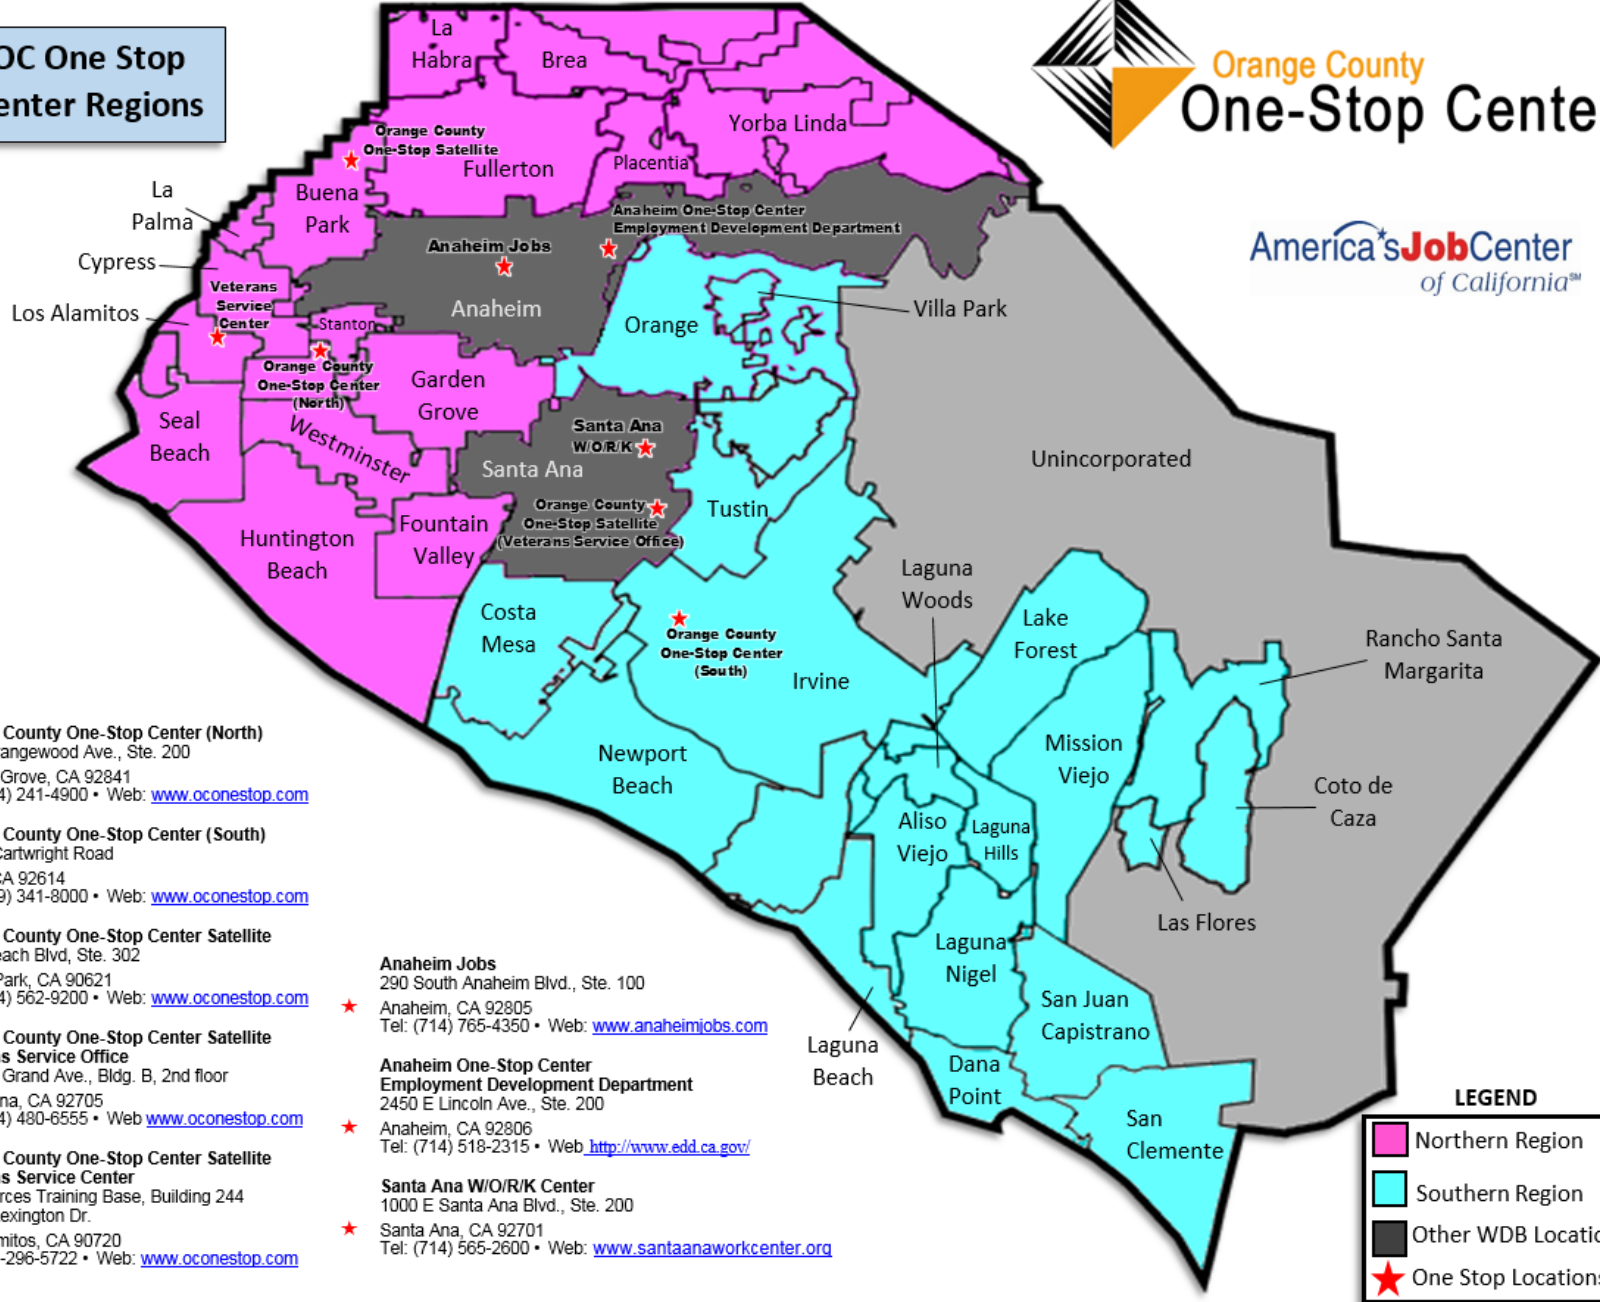 OC One Stop
enter Regions
Orange County
One-Stop Cente
America'sJobCenter
of California℠
La
Habra
Brea
Yorba Linda
Orange County
One-Stop Satellite
Fullerton
Placentia
La
Palma
Buena
Park
Anaheim One-Stop Center
Employment Development Department
Anaheim Jobs
Cypress
Veterans
Service
Center
Los Alamitos
Stanton
Anaheim
Orange
Villa Park
Orange County
One-Stop Center
(North)
Garden
Grove
Seal
Beach
Westminster
Santa Ana
W/O/R/K
Santa Ana
Unincorporated
Orange County
One-Stop Satellite
(Veterans Service Office)
Tustin
Huntington
Beach
Fountain
Valley
Laguna
Woods
Costa
Mesa
Orange County
One-Stop Center
(South)
Irvine
Lake
Forest
Rancho Santa
Margarita
Newport
Beach
Mission
Viejo
Coto de
Caza
Aliso
Viejo
Laguna
Hills
Las Flores
Laguna
Nigel
San Juan
Capistrano
Laguna
Beach
Dana
Point
San
Clemente
County One-Stop Center (North)
rangewood Ave., Ste. 200
Grove, CA 92841
4) 241-4900 • Web: www.oconestop.com
County One-Stop Center (South)
Cartwright Road
CA 92614
9) 341-8000 • Web: www.oconestop.com
County One-Stop Center Satellite
each Blvd, Ste. 302
Park, CA 90621
4) 562-9200 • Web: www.oconestop.com
County One-Stop Center Satellite
s Service Office
Grand Ave., Bldg. B, 2nd floor
na, CA 92705
4) 480-6555 • Web www.oconestop.com
County One-Stop Center Satellite
s Service Center
rces Training Base, Building 244
exington Dr.
mitos, CA 90720
-296-5722 • Web: www.oconestop.com
Anaheim Jobs
290 South Anaheim Blvd., Ste. 100
Anaheim, CA 92805
Tel: (714) 765-4350 • Web: www.anaheimjobs.com
Anaheim One-Stop Center
Employment Development Department
2450 E Lincoln Ave., Ste. 200
Anaheim, CA 92806
Tel: (714) 518-2315 • Web http://www.edd.ca.gov/
Santa Ana W/O/R/K Center
1000 E Santa Ana Blvd., Ste. 200
Santa Ana, CA 92701
Tel: (714) 565-2600 • Web: www.santaanaworkcenter.org
LEGEND
Northern Region
Southern Region
Other WDB Locatio
One Stop Locations